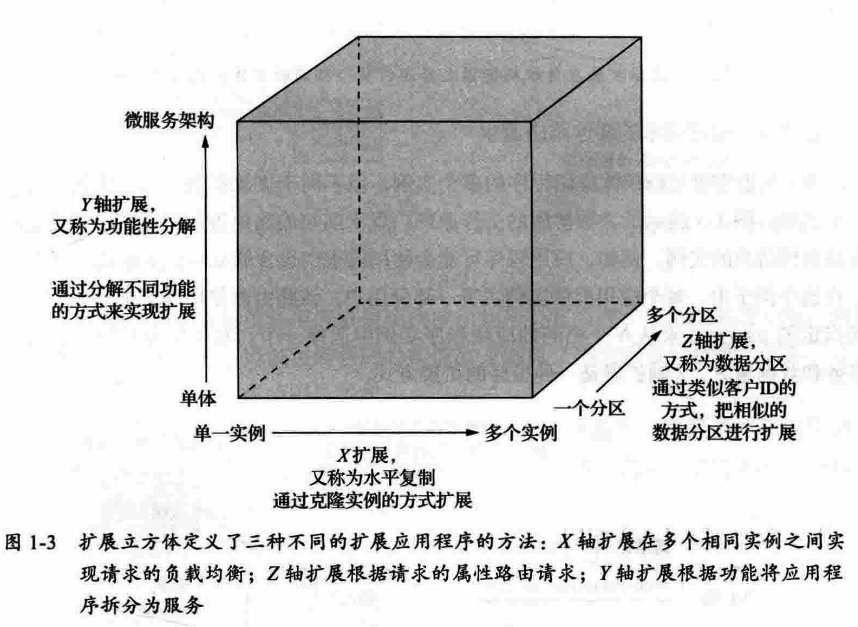 微服务架构
Y轴扩展，
又称为功能性分解
通过分解不同功能
的方式来实现扩展
单体
单一实例
多个实例
X扩展，
又称为水平复制
通过克隆实例的方式扩展
一个分区
多个分区
Z轴扩展，
又称为数据分区
通过类似客户ID的
方式，把相似的
数据分区进行扩展
图 1-3 扩展立方体定义了三种不同的扩展应用程序的方法：X轴扩展在多个相同实例之间实
现请求的负载均衡；Z轴扩展根据请求的属性路由请求；Y轴扩展根据功能将应用程
序拆分为服务